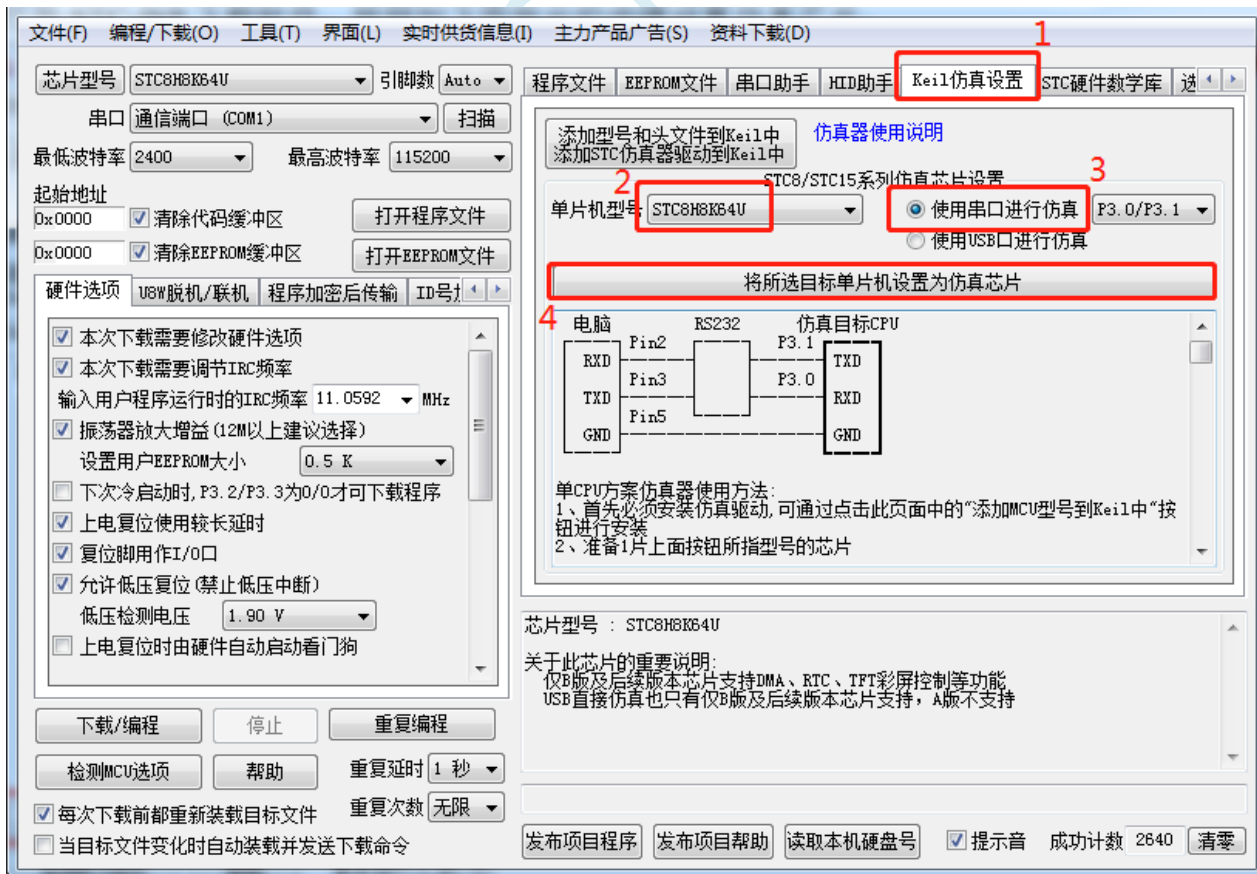 文件(F) 编程/下载(O) 工具(T) 界面(L) 实时供货信息(I) 主力产品广告(S) 资料下载(D)
1
芯片型号 STC8H8K64U 引脚数 Auto
串口 通信端口 (COM1) 扫描
最低波特率 2400 最高波特率 115200
起始地址
0x0000 清除代码缓冲区 打开程序文件
0x0000 清除EEPROM缓冲区 打开EEPROM文件
硬件选项 U8W脱机/联机 程序加密后传输
本次下载需要修改硬件选项
本次下载需要调节IRC频率
输入用户程序运行时的IRC频率 11.0592 MHz
振荡器放大增益(12M以上建议选择)
设置用户EEPROM大小 0.5 K
下次冷启动时,P3.2/P3.3为0/0才可下载程序
上电复位使用较长延时
复位脚用作I/O口
允许低压复位(禁止低压中断)
低压检测电压 1.90 V
上电复位时由硬件自动启动看门狗
下载/编程 停止 重复编程
检测MCU选项 帮助 重复延时 1 秒
每次下载前都重新装载目标文件 重复次数 无限
当目标文件变化时自动装载并发送下载命令
程序文件 EEPROM文件 串口助手 HID助手 Keil仿真设置 STC硬件数学库 选
添加型号和头文件到Keil中 仿真器使用说明
添加STC仿真器驱动到Keil中
STC8/STC15系列仿真芯片设置
2 3
单片机型号 STC8H8K64U 使用串口进行仿真 P3.0/P3.1
使用USB口进行仿真
将所选目标单片机设置为仿真芯片
4
电脑 RS232 仿真目标CPU
Pin2 P3.1
RXD TXD
Pin3 P3.0
TXD RXD
Pin5
GND GND
单CPU方案仿真器使用方法:
1、首先必须安装仿真驱动,可通过点击此页面中的“添加MCU型号到Keil中“按
钮进行安装
2、准备1片上面按钮所指型号的芯片
芯片型号 : STC8H8K64U
关于此芯片的重要说明:
仅B版及后续版本芯片支持DMA、RTC、TFT彩屏控制等功能
USB直接仿真也只有仅B版及后续版本芯片支持，A版不支持
发布项目程序 发布项目帮助 读取本机硬盘号 提示音 成功计数 2640 清零